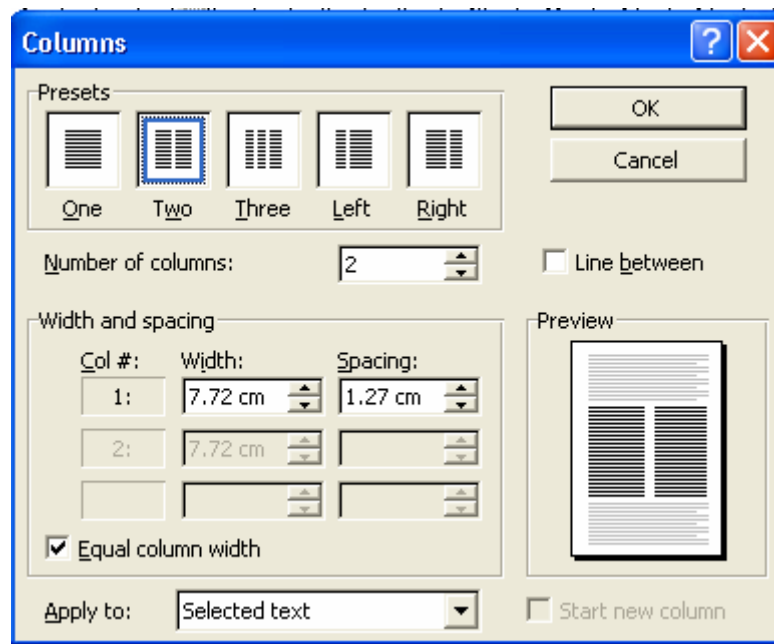 Columns
Presets
One Two Three Left Right
OK
Cancel
Number of columns: 2
Line between
Width and spacing
Col #: Width: Spacing:
1: 7.72 cm 1.27 cm
2: 7.72 cm
Equal column width
Preview
Apply to: Selected text
Start new column